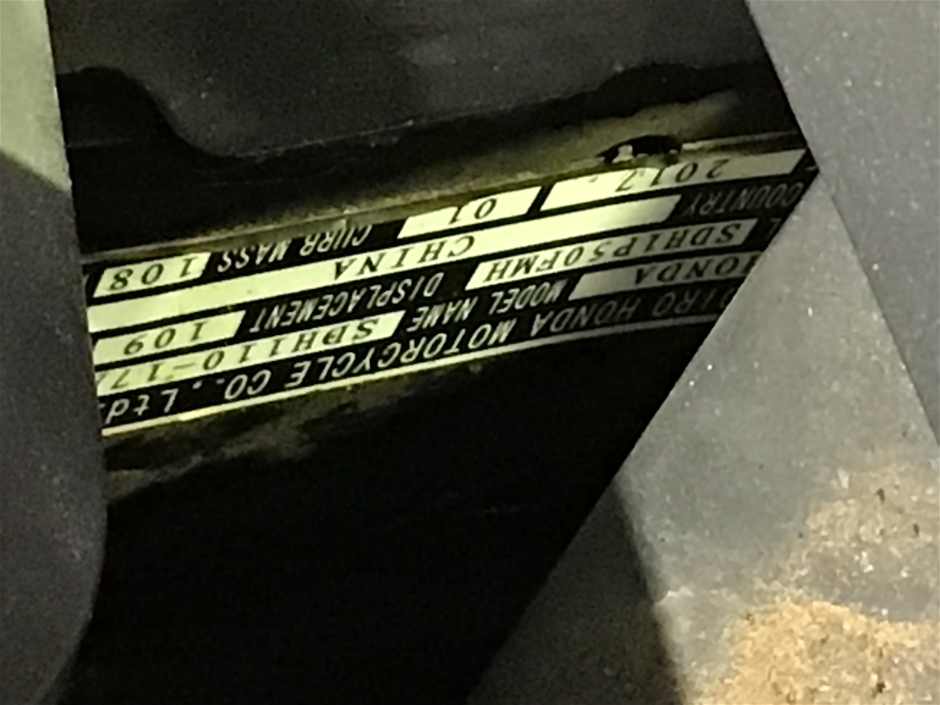 DIRO HONDA MOTORCYCLE CO., Ltd.
HONDA MODEL NAME SDH110-17
L SDH1P50FMH DISPLACEMENT 109
COUNTRY CHINA
2017. 01 CURB MASS 108